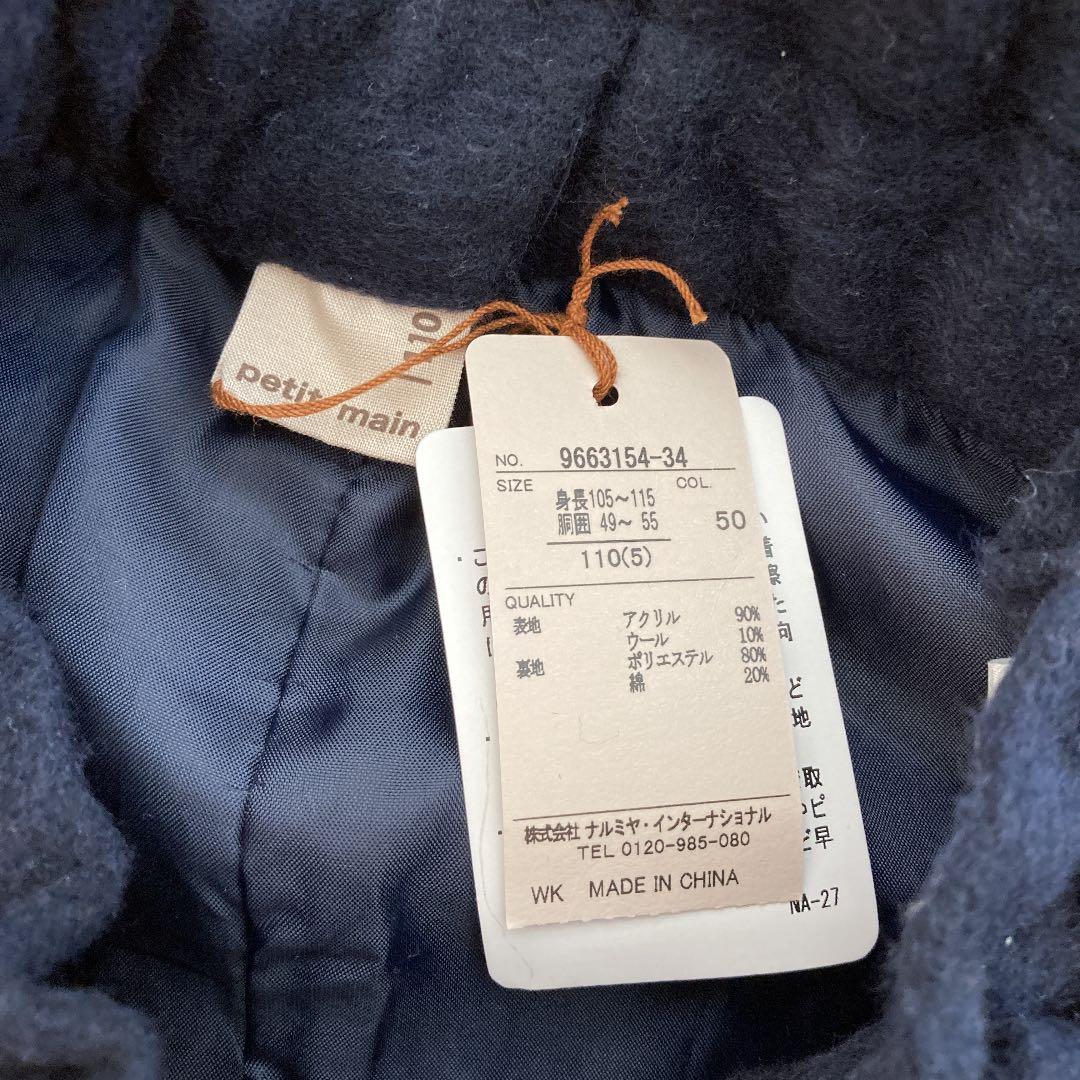 110
petit main
NO. 9663154-34
SIZE COL.
身長105～115
胴囲 49～ 55 50
110(5)
QUALITY
表地 アクリル 90%
ウール 10%
裏地 ポリエステル 80%
綿 20%
株式会社 ナルミヤ・インターナショナル
TEL 0120-985-080
WK MADE IN CHINA
NA-27